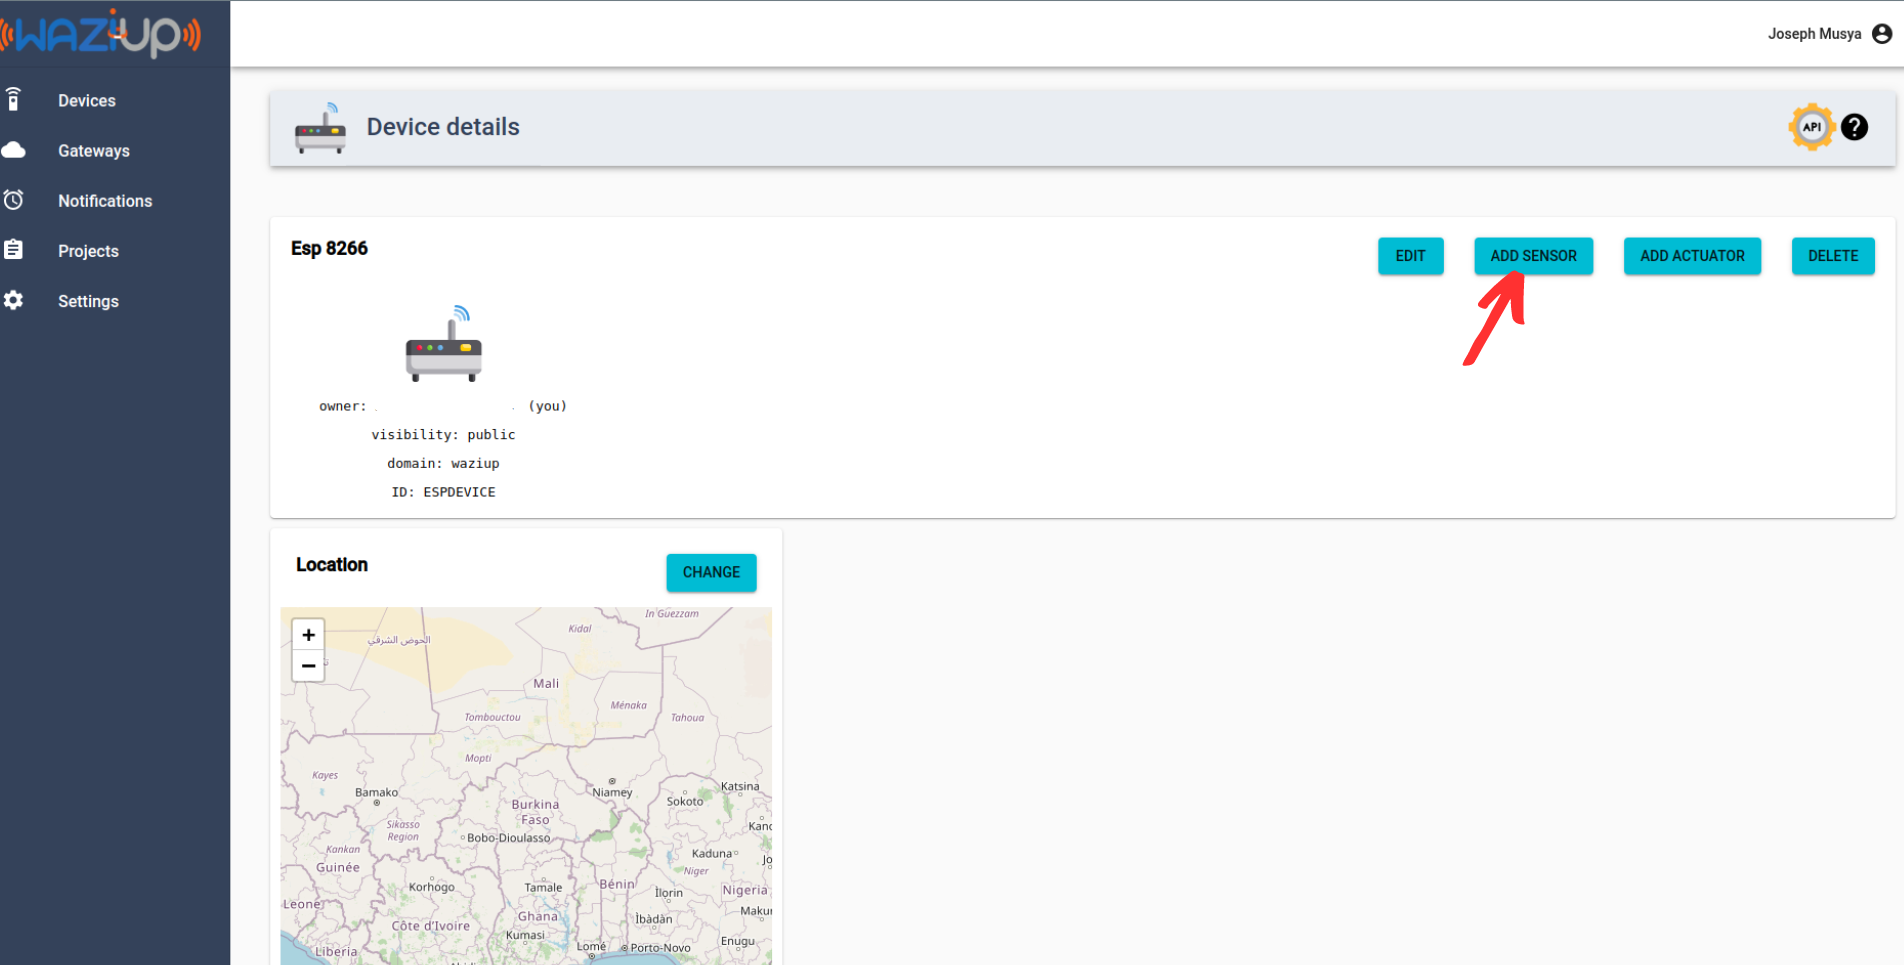 WAZIUP
Joseph Musya
Devices
Gateways
Notifications
Projects
Settings
Device details
API
?
Esp 8266
EDIT
ADD SENSOR
ADD ACTUATOR
DELETE
owner: (you)
visibility: public
domain: waziup
ID: ESPDEVICE
Location
CHANGE
+
−
In Guezzam
Kidal
الحوض الشرقي
Mali
Ménaka
Tombouctou
Tahoua
Mopti
Kayes
Bamako
Niamey
Katsina
Sokoto
Burkina
Faso
Sikasso
Region
Kano
Bobo-Dioulasso
Kankan
Kaduna
Jo
Guinée
Niger
Korhogo
Tamale
Bénin
Ìlorin
Nigeria
Leone
Makur
Ghana
Ìbàdàn
Côte d'Ivoire
Kumasi
Enugu
Liberia
Lomé
Porto-Novo